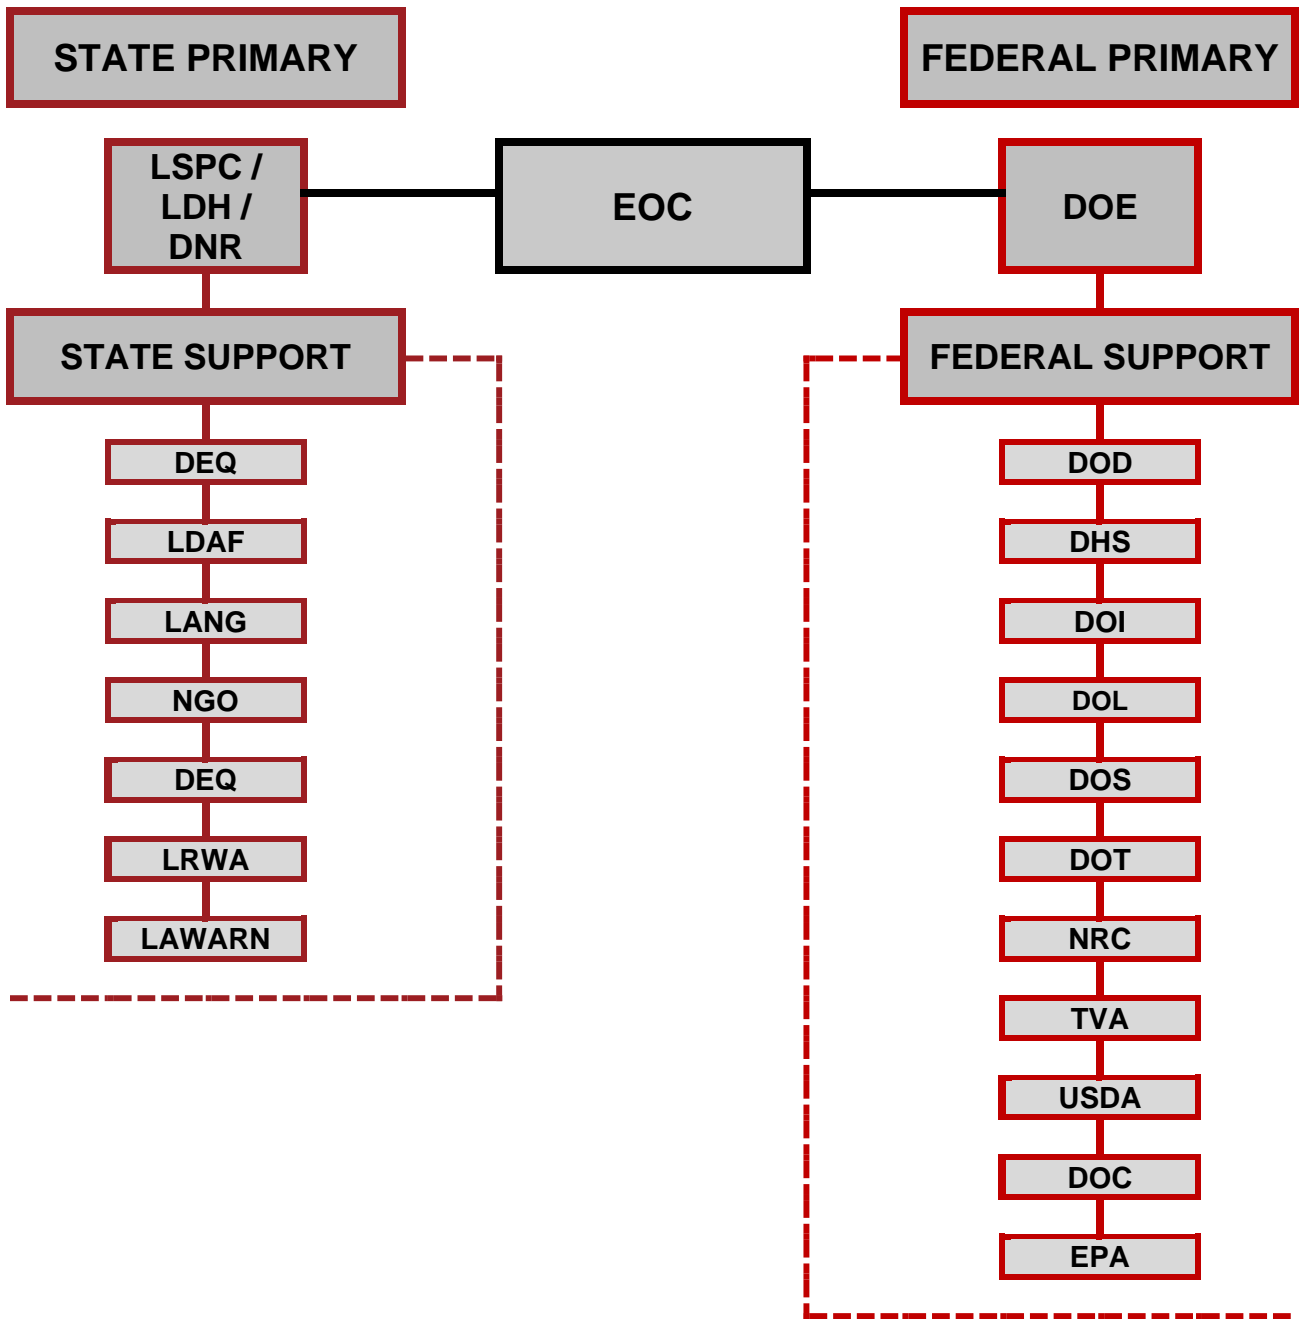 STATE PRIMARY
FEDERAL PRIMARY
LSPC /
LDH /
DNR
EOC
DOE
STATE SUPPORT
DEQ
LDAF
LANG
NGO
DEQ
LRWA
LAWARN
FEDERAL SUPPORT
DOD
DHS
DOI
DOL
DOS
DOT
NRC
TVA
USDA
DOC
EPA